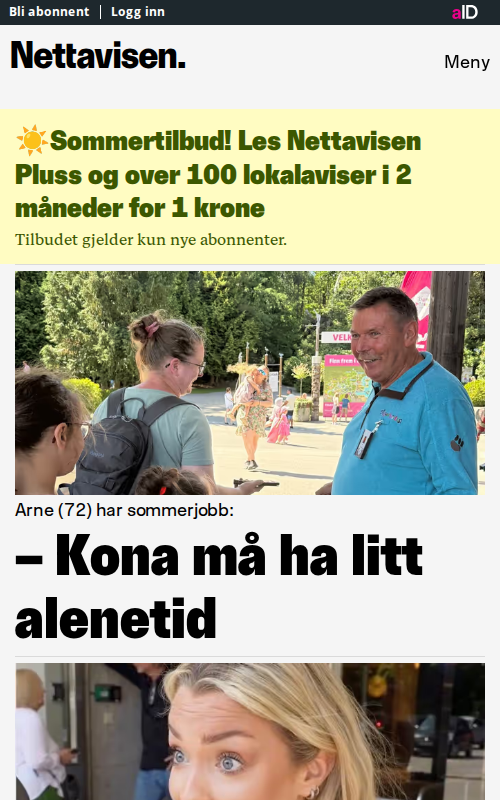 Bli abonnent
Logg inn
aID
Nettavisen.
Meny
Sommertilbud! Les Nettavisen
Pluss og over 100 lokalaviser i 2
måneder for 1 krone
Tilbudet gjelder kun nye abonnenter.
Arne (72) har sommerjobb:
– Kona må ha litt
alenetid